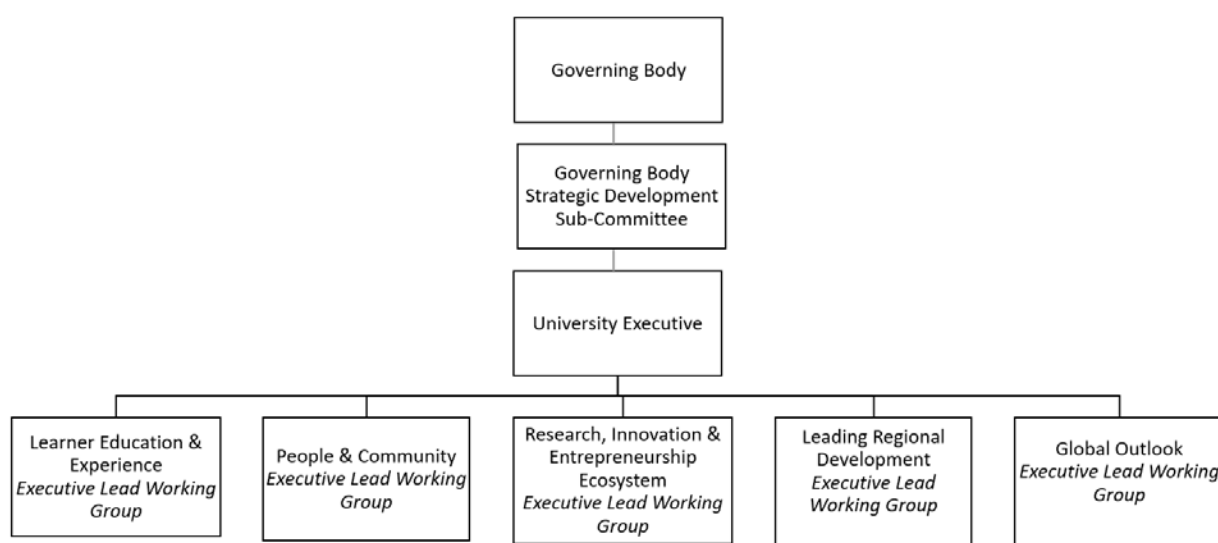 Governing Body
Governing Body
Strategic Development
Sub-Committee
University Executive
Learner Education &
Experience
Executive Lead Working
Group
People & Community
Executive Lead Working
Group
Research, Innovation &
Entrepreneurship
Ecosystem
Executive Lead Working
Group
Leading Regional
Development
Executive Lead
Working Group
Global Outlook
Executive Lead Working
Group